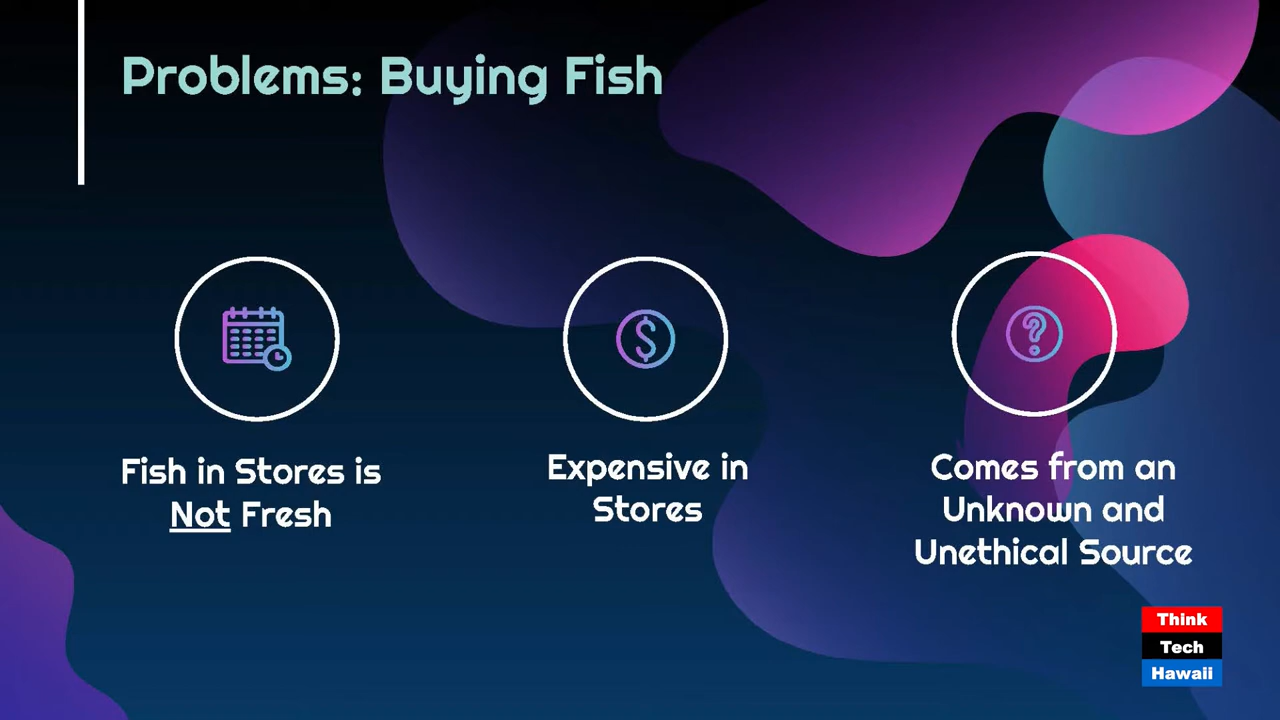 Problems: Buying Fish
Fish in Stores is
Not Fresh
Expensive in
Stores
Comes from an
Unknown and
Unethical Source
Think
Tech
Hawaii